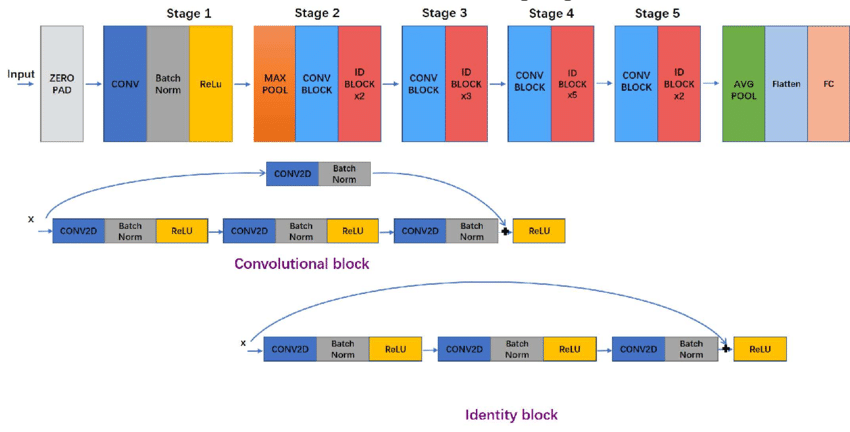 Stage 1
Stage 2
Stage 3
Stage 4
Stage 5
Input
ZERO
PAD
CONV
Batch
Norm
ReLu
MAX
POOL
CONV
BLOCK
ID
BLOCK
x2
CONV
BLOCK
ID
BLOCK
x3
CONV
BLOCK
ID
BLOCK
x5
CONV
BLOCK
ID
BLOCK
x2
AVG
POOL
Flatten
FC
CONV2D
Batch
Norm
x
CONV2D
Batch
Norm
ReLU
CONV2D
Batch
Norm
ReLU
CONV2D
Batch
Norm
+
ReLU
Convolutional block
x
CONV2D
Batch
Norm
ReLU
CONV2D
Batch
Norm
ReLU
CONV2D
Batch
Norm
+
ReLU
Identity block